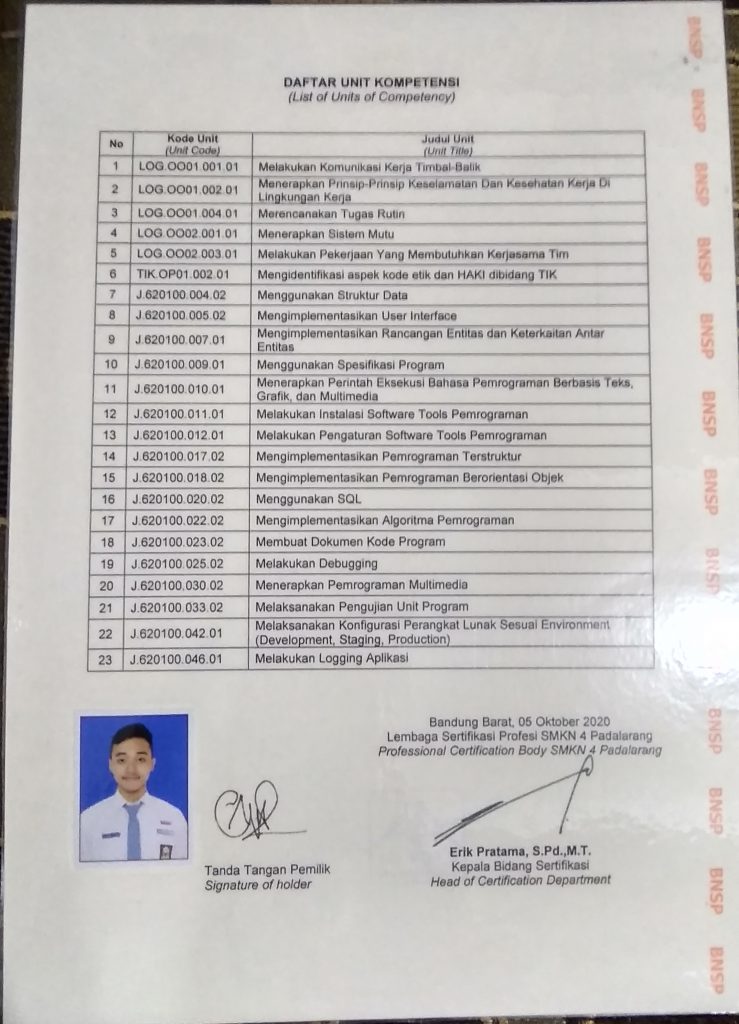 DAFTAR UNIT KOMPETENSI
(List of Units of Competency)
No Kode Unit Judul Unit
(Unit Code) (Unit Title)
1 LOG.OO01.001.01 Melakukan Komunikasi Kerja Timbal-Balik
2 LOG.OO01.002.01 Menerapkan Prinsip-Prinsip Keselamatan Dan Kesehatan Kerja Di
Lingkungan Kerja
3 LOG.OO01.004.01 Merencanakan Tugas Rutin
4 LOG.OO02.001.01 Menerapkan Sistem Mutu
5 LOG.OO02.003.01 Melakukan Pekerjaan Yang Membutuhkan Kerjasama Tim
6 TIK.OP01.002.01 Mengidentifikasi aspek kode etik dan HAKI dibidang TIK
7 J.620100.004.02 Menggunakan Struktur Data
8 J.620100.005.02 Mengimplementasikan User Interface
9 J.620100.007.01 Mengimplementasikan Rancangan Entitas dan Keterkaitan Antar
Entitas
10 J.620100.009.01 Menggunakan Spesifikasi Program
11 J.620100.010.01 Menerapkan Perintah Eksekusi Bahasa Pemrograman Berbasis Teks,
Grafik, dan Multimedia
12 J.620100.011.01 Melakukan Instalasi Software Tools Pemrograman
13 J.620100.012.01 Melakukan Pengaturan Software Tools Pemrograman
14 J.620100.017.02 Mengimplementasikan Pemrograman Terstruktur
15 J.620100.018.02 Mengimplementasikan Pemrograman Berorientasi Objek
16 J.620100.020.02 Menggunakan SQL
17 J.620100.022.02 Mengimplementasikan Algoritma Pemrograman
18 J.620100.023.02 Membuat Dokumen Kode Program
19 J.620100.025.02 Melakukan Debugging
20 J.620100.030.02 Menerapkan Pemrograman Multimedia
21 J.620100.033.02 Melaksanakan Pengujian Unit Program
22 J.620100.042.01 Melaksanakan Konfigurasi Perangkat Lunak Sesuai Environment
(Development, Staging, Production)
23 J.620100.046.01 Melakukan Logging Aplikasi
Bandung Barat, 05 Oktober 2020
Lembaga Sertifikasi Profesi SMKN 4 Padalarang
Professional Certification Body SMKN 4 Padalarang
Tanda Tangan Pemilik
Signature of holder
Erik Pratama, S.Pd.,M.T.
Kepala Bidang Sertifikasi
Head of Certification Department
BNSP
BNSP
BNSP
BNSP
BNSP
BNSP
BNSP
BNSP
BNSP
BNSP
BNSP
BNSP